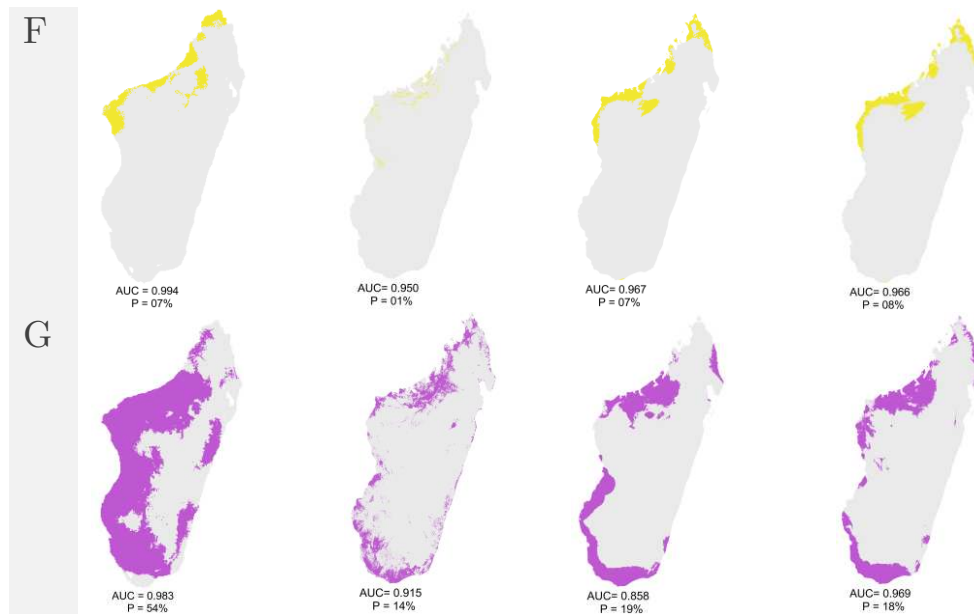 F
AUC = 0.994
P = 07%
AUC= 0.950
P = 01%
AUC= 0.967
P = 07%
AUC= 0.966
P = 08%
G
AUC = 0.983
P = 54%
AUC= 0.915
P = 14%
AUC= 0.858
P = 19%
AUC= 0.969
P = 18%